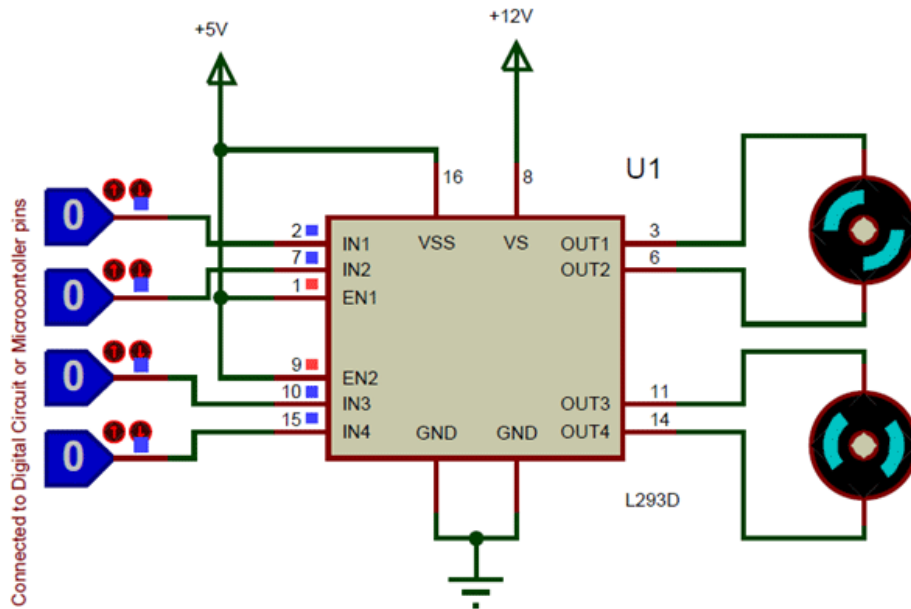 +5V
+12V
Connected to Digital Circuit or Microcontoller pins
U1
16
8
0
0
0
0
2
7
1
9
10
15
IN1
IN2
EN1
EN2
IN3
IN4
VSS
VS
GND
GND
OUT1
OUT2
OUT3
OUT4
3
6
11
14
L293D